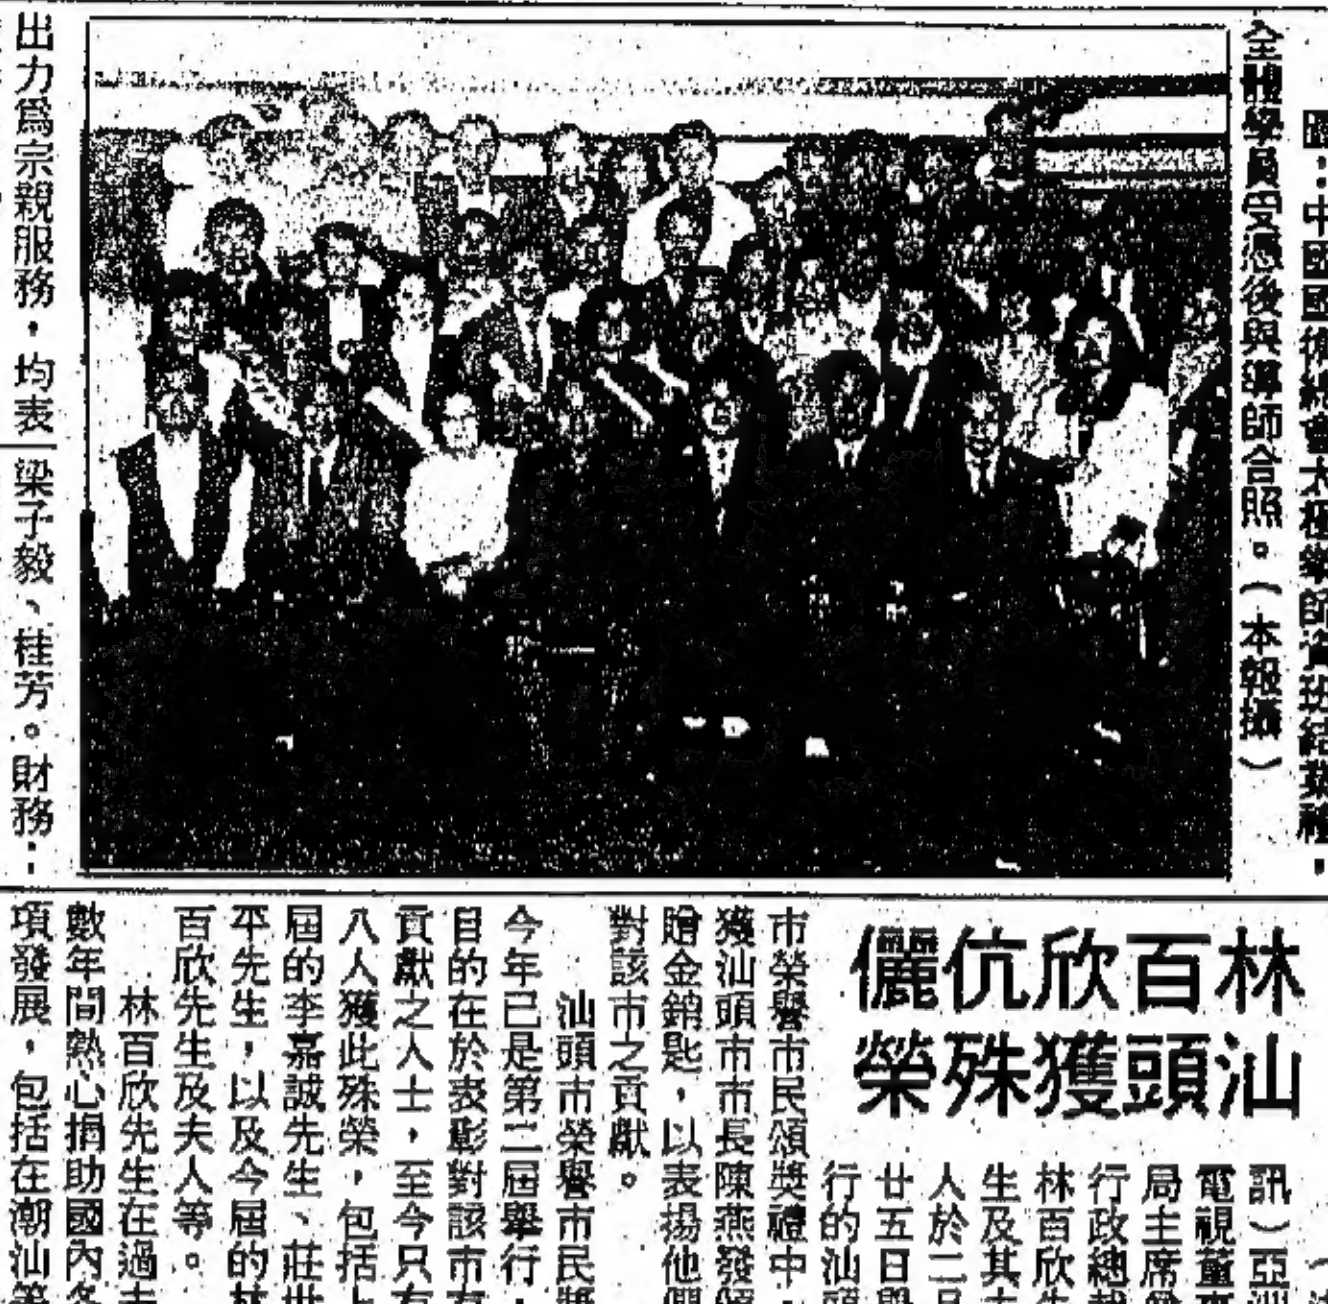 圖：中國國術總會太極拳師資班結業禮，
全體學員受憑後與導師合照。（本報攝）
出力爲宗親服務，均表
梁子毅、桂芳。財務：
林百欣伉儷
汕頭獲殊榮
訊）亞洲
電視董事
局主席
行政總裁
林百欣先
生及其夫
人於二月
廿五日
行的汕頭
市榮譽市民頒獎禮中，
獲汕頭市市長陳燕發頒
贈金鎖匙，以表揚他們
對該市之貢獻。
汕頭市榮譽市民獎
今年已是第二屆舉行，
目的在於表彰對該市有
貢獻之人士，至今只有
八人獲此殊榮，包括上
屆的李嘉誠先生、莊世
平先生，以及今屆的林
百欣先生及夫人等。
林百欣先生在過去
數年間熱心捐助國內各
項發展，包括在潮汕等